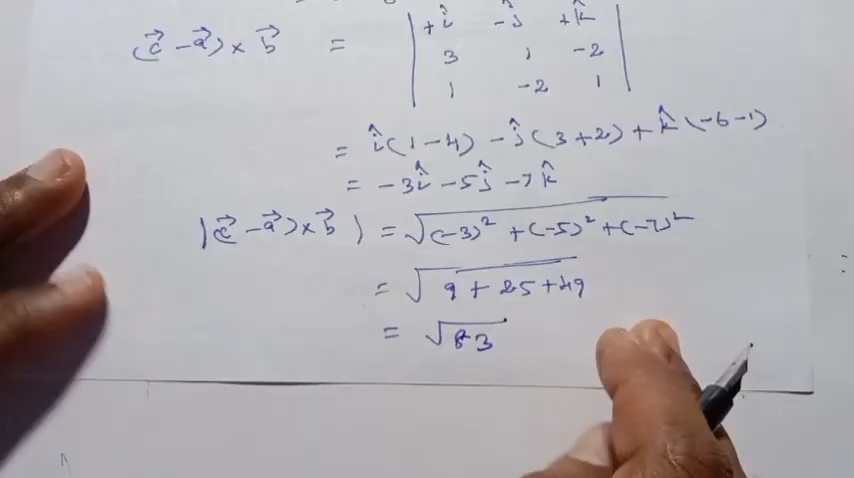 (c⃗ - a⃗) × b⃗ = | +î -ĵ +k̂ |
3 1 -2
1 -2 1
= î(1-4) - ĵ(3+2) + k̂(-6-1)
= -3î -5ĵ -7k̂
|(c⃗ - a⃗) × b⃗| = √(-3)² + (-5)² + (-7)²
= √9 + 25 + 49
= √83